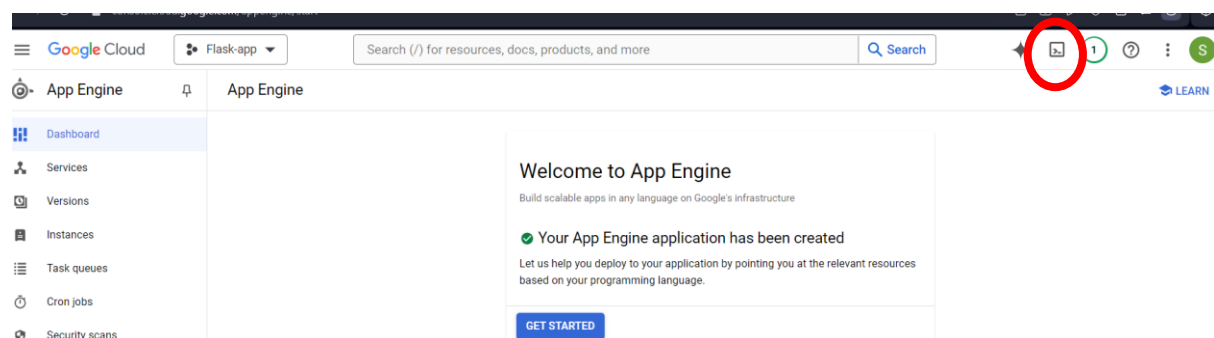 Google Cloud
Flask-app
Search (/) for resources, docs, products, and more
Search
1
S
App Engine
App Engine
LEARN
Dashboard
Services
Versions
Instances
Task queues
Cron jobs
Security scans
Welcome to App Engine
Build scalable apps in any language on Google's infrastructure
Your App Engine application has been created
Let us help you deploy to your application by pointing you at the relevant resources
based on your programming language.
GET STARTED